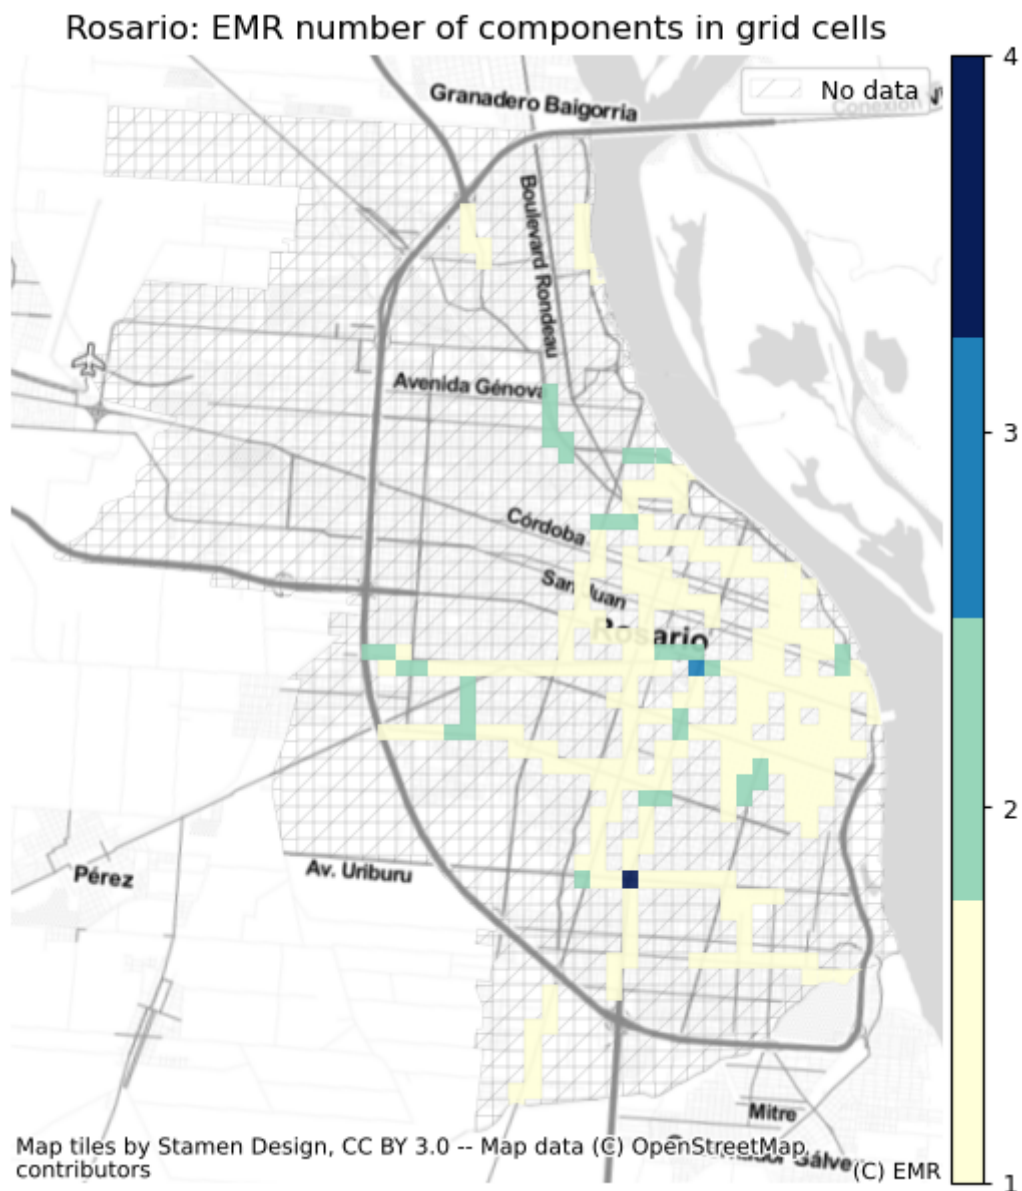 Rosario: EMR number of components in grid cells
4
No data
Granadero Baigorria
Boulevard Rondeau
Avenida Génova
3
Córdoba
San Juan
Rosario
2
Av. Uriburu
Pérez
Mitre
Map tiles by Stamen Design, CC BY 3.0 -- Map data (C) OpenStreetMap
contributors
(C) EMR
1